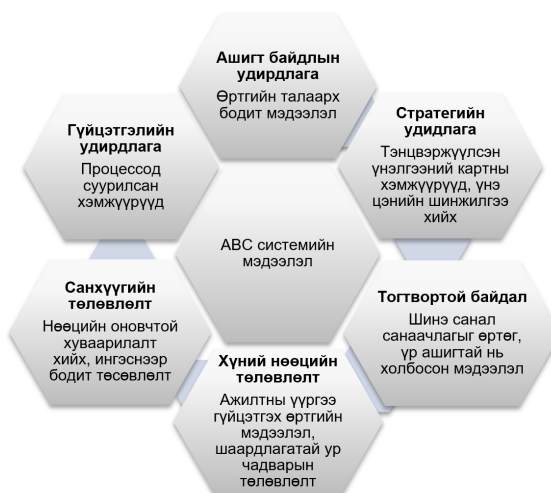 Ашигт байдлын
удирдлага
Өртгийн талаарх
бодит мэдээлэл
Стратегийн
удидлага
Тэнцвэржүүлсэн
үнэлгээний картны
хэмжүүрүүд, үнэ
цэнийн шинжилгээ
хийх
Тогтвортой байдал
Шинэ санал
санаачлагыг өртөг,
үр ашигтай нь
холбосон мэдээлэл
Хүний нөөцийн
төлөвлөлт
Ажилтны үүргээ
гүйцэтгэх өртгийн
мэдээлэл,
шаардлагатай ур
чадварын
төлөвлөлт
Санхүүгийн
төлөвлөлт
Нөөцийн оновчтой
хуваарилалт
хийх, ингэснээр
бодит төсөвлөлт
Гүйцэтгэлийн
удирдлага
Процессод
суурилсан
хэмжүүрүүд
АВС системийн
мэдээлэл